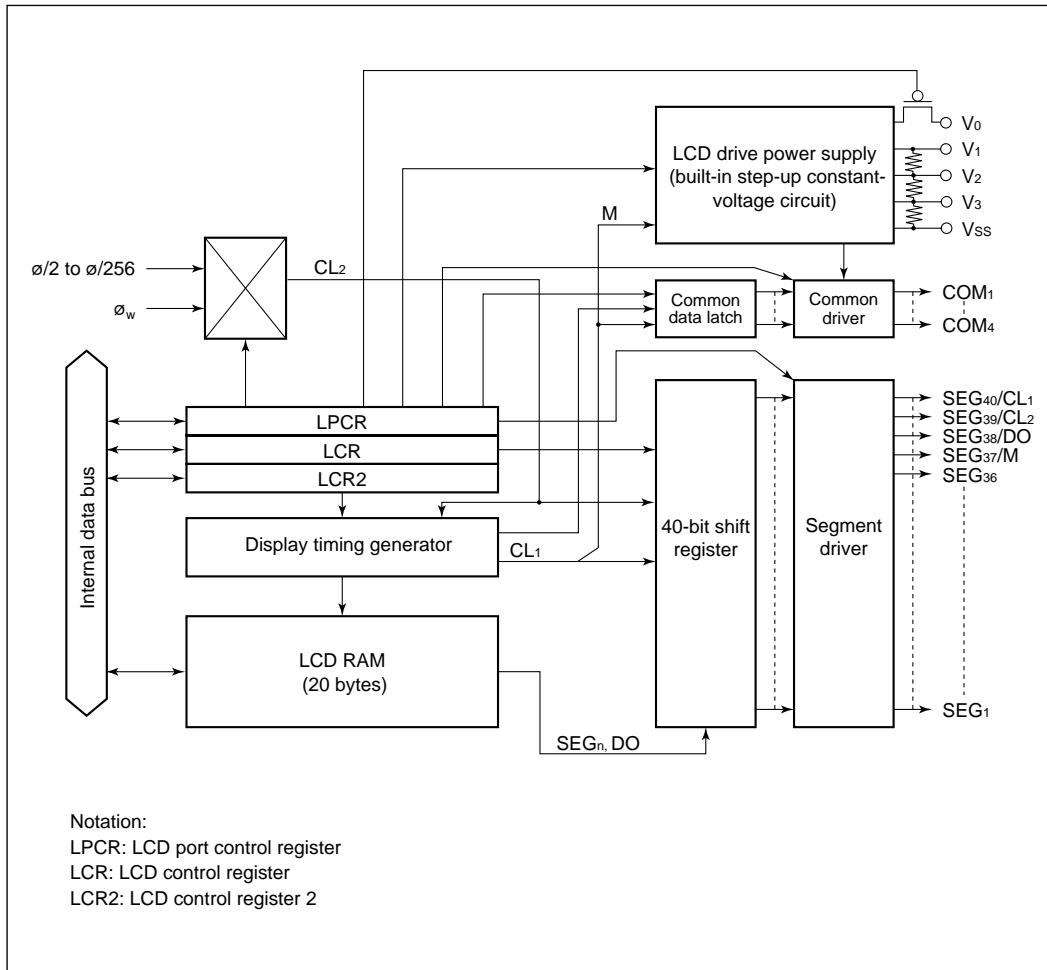 V0
LCD drive power supply
(built-in step-up constant-
voltage circuit)
V1
V2
V3
VSS
M
ø/2 to ø/256
CL2
øw
Common
data latch
Common
driver
COM1
COM4
Internal data bus
LPCR
LCR
LCR2
Display timing generator
CL1
LCD RAM
(20 bytes)
SEGn, DO
40-bit shift
register
Segment
driver
SEG40/CL1
SEG39/CL2
SEG38/DO
SEG37/M
SEG36
SEG1
Notation:
LPCR: LCD port control register
LCR: LCD control register
LCR2: LCD control register 2